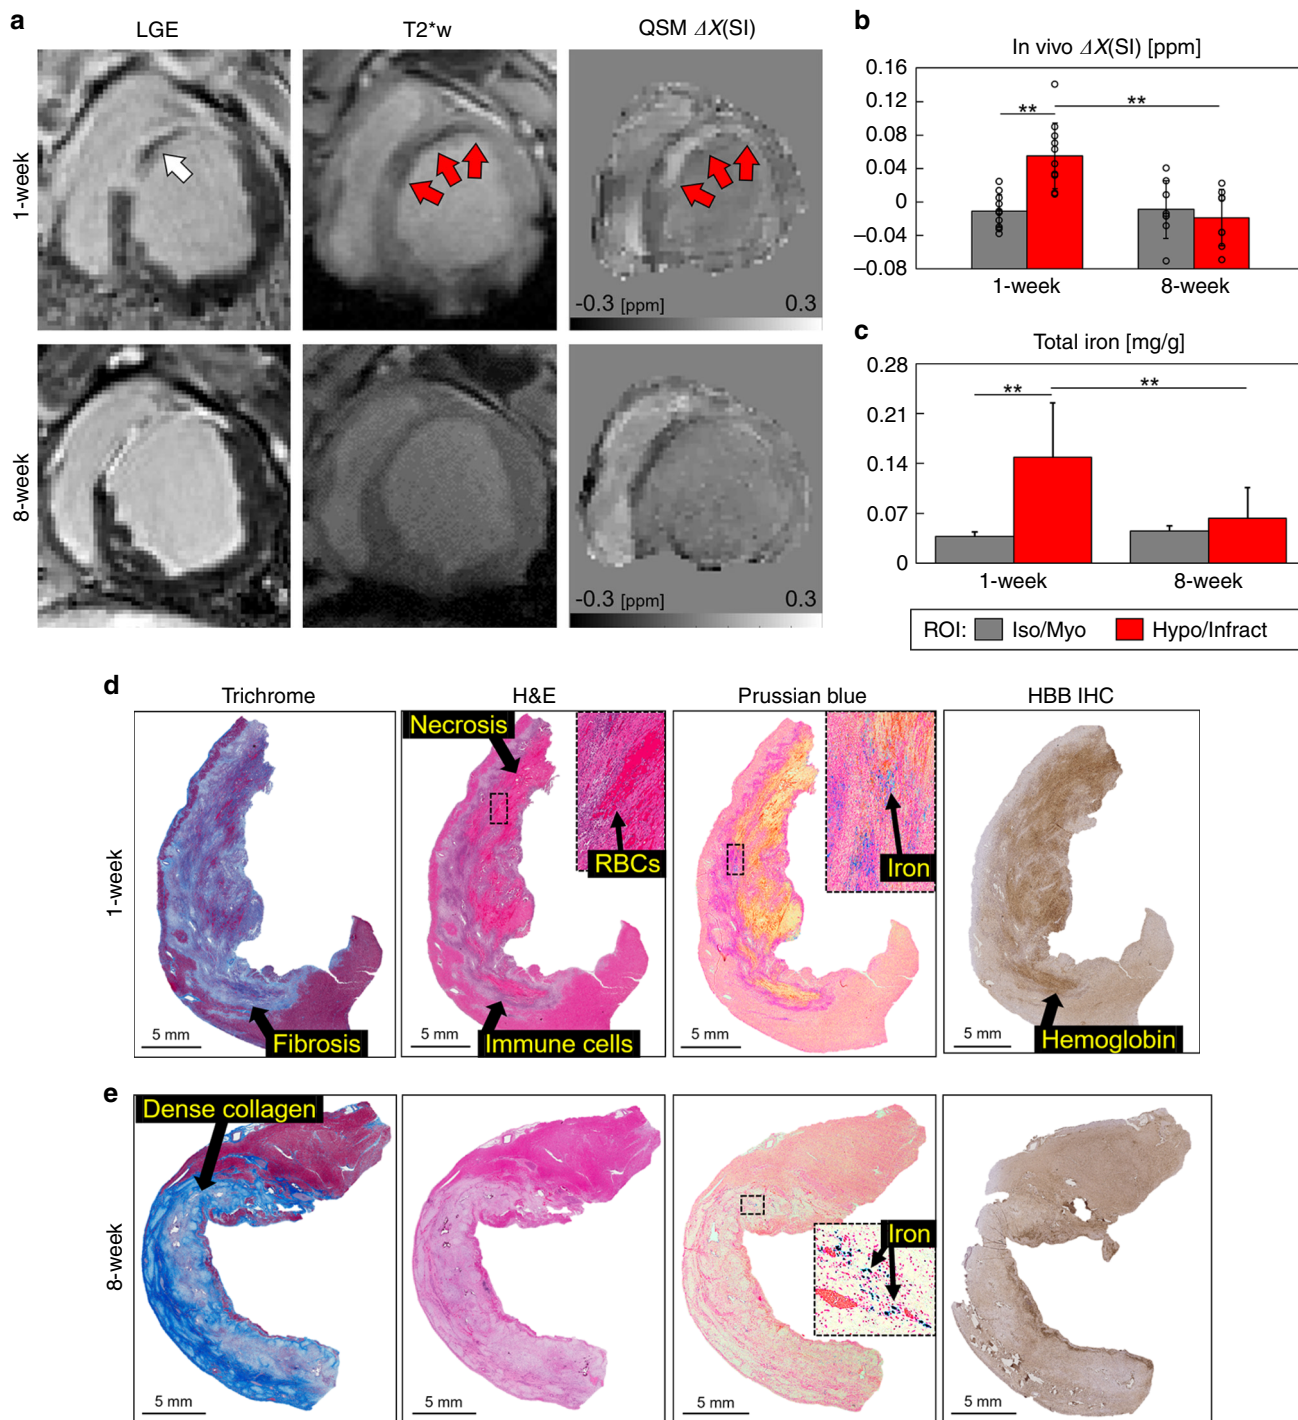 a
LGE
T2*w
QSM ΔX(SI)
1-week
-0.3 [ppm] 0.3
8-week
-0.3 [ppm] 0.3
b
In vivo ΔX(SI) [ppm]
0.16
0.12
0.08
0.04
0
−0.04
−0.08
**
**
1-week
8-week
c
Total iron [mg/g]
0.28
0.21
0.14
0.07
0
**
**
1-week
8-week
ROI: Iso/Myo Hypo/Infract
d
Trichrome
H&E
Prussian blue
HBB IHC
1-week
Necrosis
RBCs
Iron
Fibrosis
Immune cells
Hemoglobin
5 mm
5 mm
5 mm
5 mm
e
8-week
Dense collagen
Iron
5 mm
5 mm
5 mm
5 mm